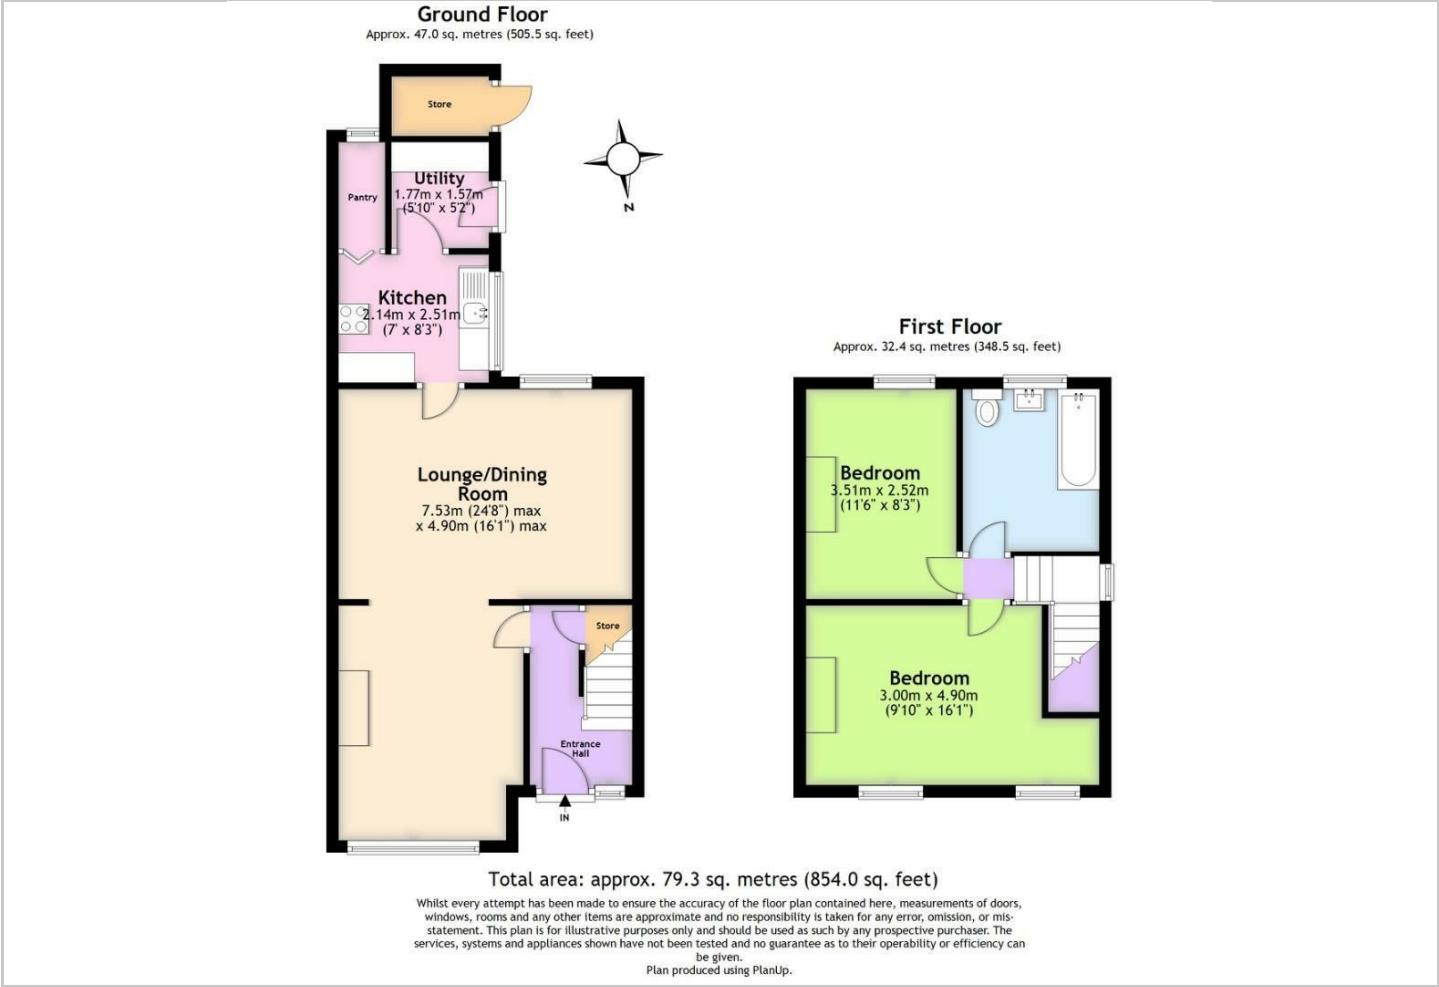 Ground Floor
Approx. 47.0 sq. metres (505.5 sq. feet)
Store
Utility
1.77m x 1.57m
(5'10" x 5'2")
Pantry
N
Kitchen
2.14m x 2.51m
(7' x 8'3")
Lounge/Dining
Room
7.53m (24'8") max
x 4.90m (16'1") max
Store
Entrance
Hall
IN
First Floor
Approx. 32.4 sq. metres (348.5 sq. feet)
Bedroom
3.51m x 2.52m
(11'6" x 8'3")
Bedroom
3.00m x 4.90m
(9'10" x 16'1")
Total area: approx. 79.3 sq. metres (854.0 sq. feet)
Whilst every attempt has been made to ensure the accuracy of the floor plan contained here, measurements of doors,
windows, rooms and any other items are approximate and no responsibility is taken for any error, omission, or mis-
statement. This plan is for illustrative purposes only and should be used as such by any prospective purchaser. The
services, systems and appliances shown have not been tested and no guarantee as to their operability or efficiency can
be given.
Plan produced using PlanUp.